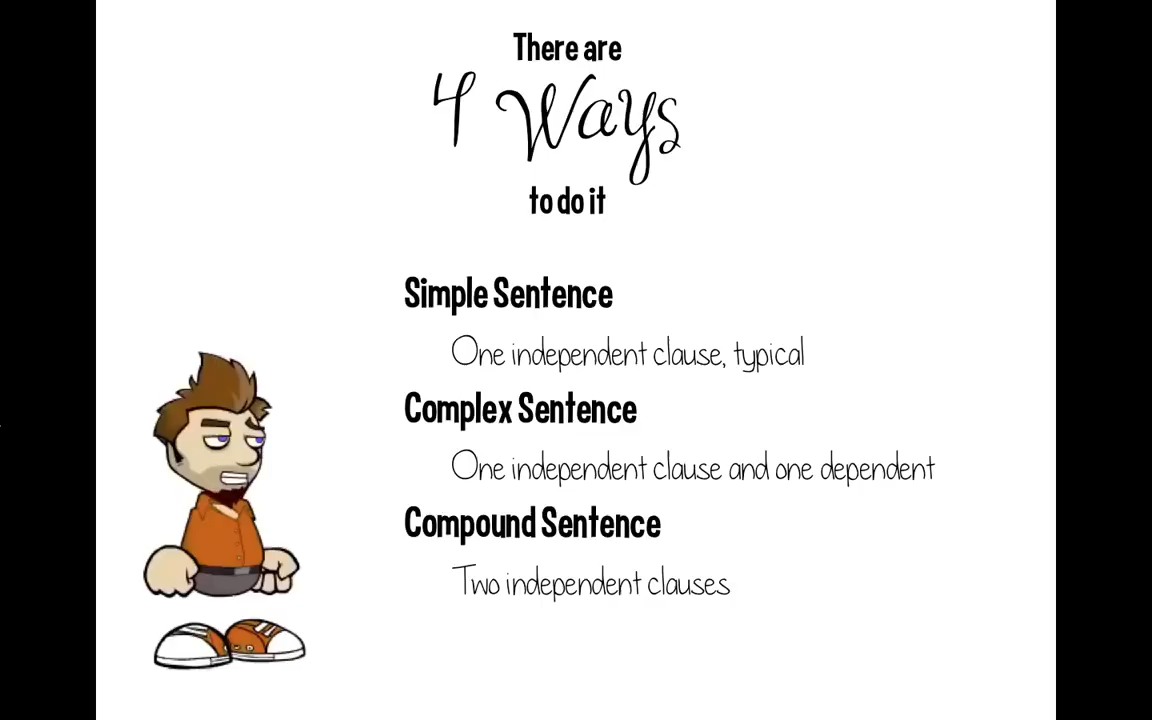 There are
4 Ways
to do it
Simple Sentence
One independent clause, typical
Complex Sentence
One independent clause and one dependent
Compound Sentence
Two independent clauses